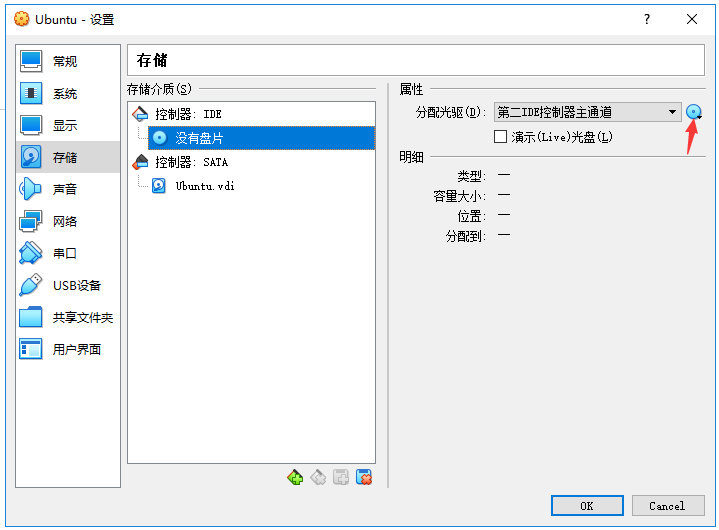 Ubuntu - 设置
?
常规
系统
显示
存储
声音
网络
串口
USB设备
共享文件夹
用户界面
存储
存储介质(S)
控制器: IDE
没有盘片
控制器: SATA
Ubuntu.vdi
属性
分配光驱(D): 第二IDE控制器主通道
演示(Live)光盘(L)
明细
类型: —
容量大小: —
位置: —
分配到: —
OK
Cancel